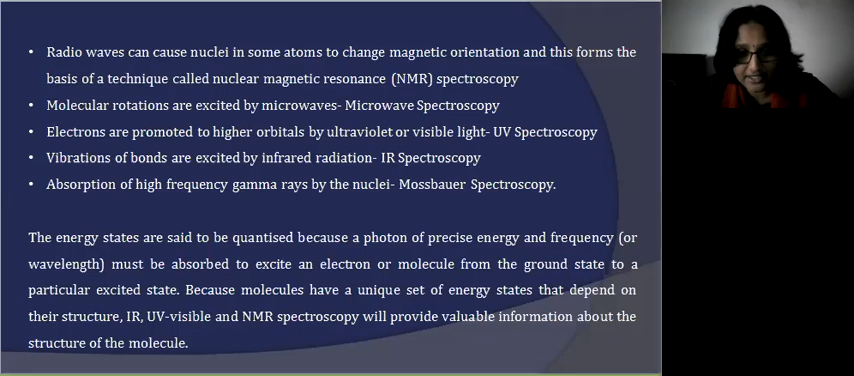 • Radio waves can cause nuclei in some atoms to change magnetic orientation and this forms the
basis of a technique called nuclear magnetic resonance (NMR) spectroscopy
• Molecular rotations are excited by microwaves- Microwave Spectroscopy
• Electrons are promoted to higher orbitals by ultraviolet or visible light- UV Spectroscopy
• Vibrations of bonds are excited by infrared radiation- IR Spectroscopy
• Absorption of high frequency gamma rays by the nuclei- Mossbauer Spectroscopy.
The energy states are said to be quantised because a photon of precise energy and frequency (or
wavelength) must be absorbed to excite an electron or molecule from the ground state to a
particular excited state. Because molecules have a unique set of energy states that depend on
their structure, IR, UV-visible and NMR spectroscopy will provide valuable information about the
structure of the molecule.